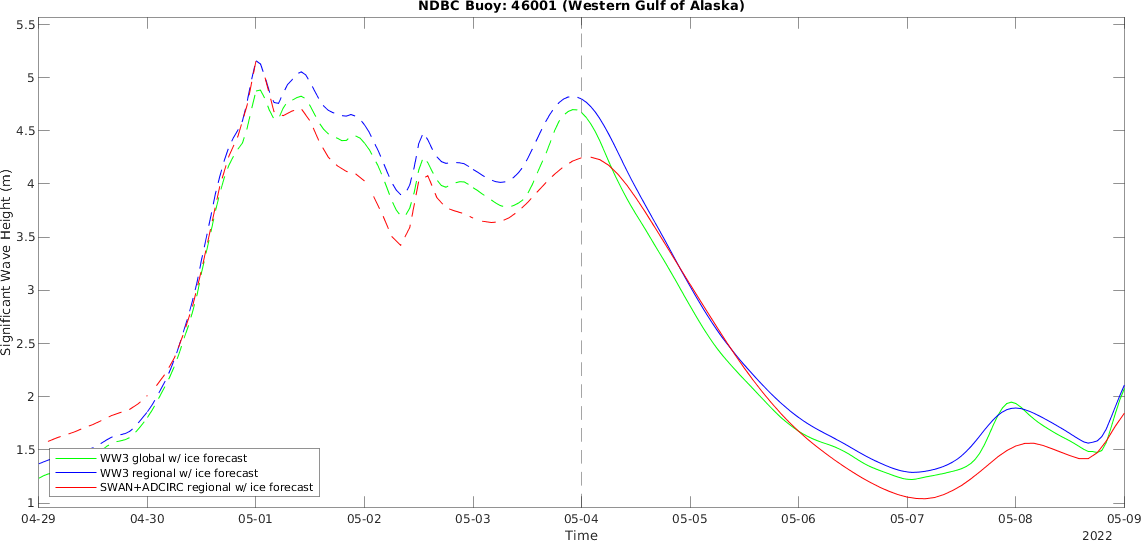 NDBC Buoy: 46001 (Western Gulf of Alaska)
5.5
5
4.5
4
3.5
3
2.5
2
1.5
1
Significant Wave Height (m)
WW3 global w/ ice forecast
WW3 regional w/ ice forecast
SWAN+ADCIRC regional w/ ice forecast
04-29 04-30 05-01 05-02 05-03 05-04 05-05 05-06 05-07 05-08 05-09
Time
2022